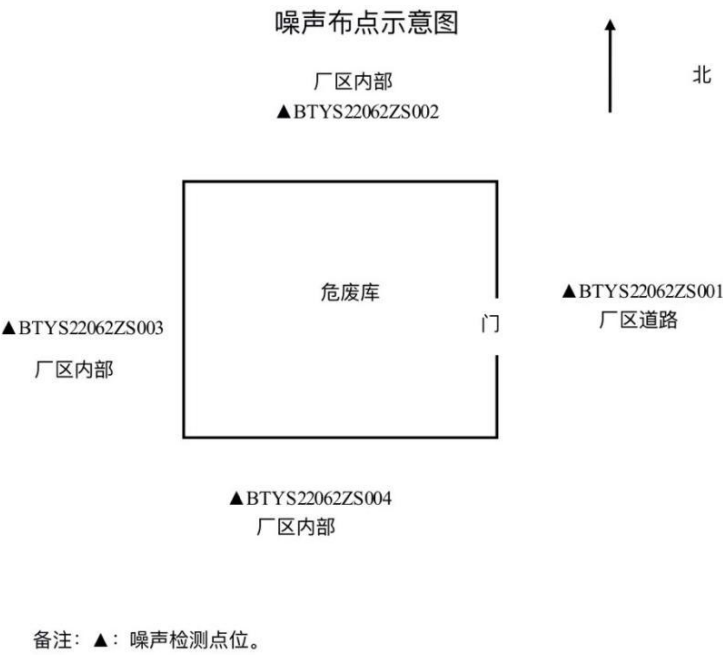 噪声布点示意图
北
厂区内部
▲BTYS22062ZS002
危废库
▲BTYS22062ZS001
厂区道路
门
▲BTYS22062ZS003
厂区内部
▲BTYS22062ZS004
厂区内部
备注：▲：噪声检测点位。